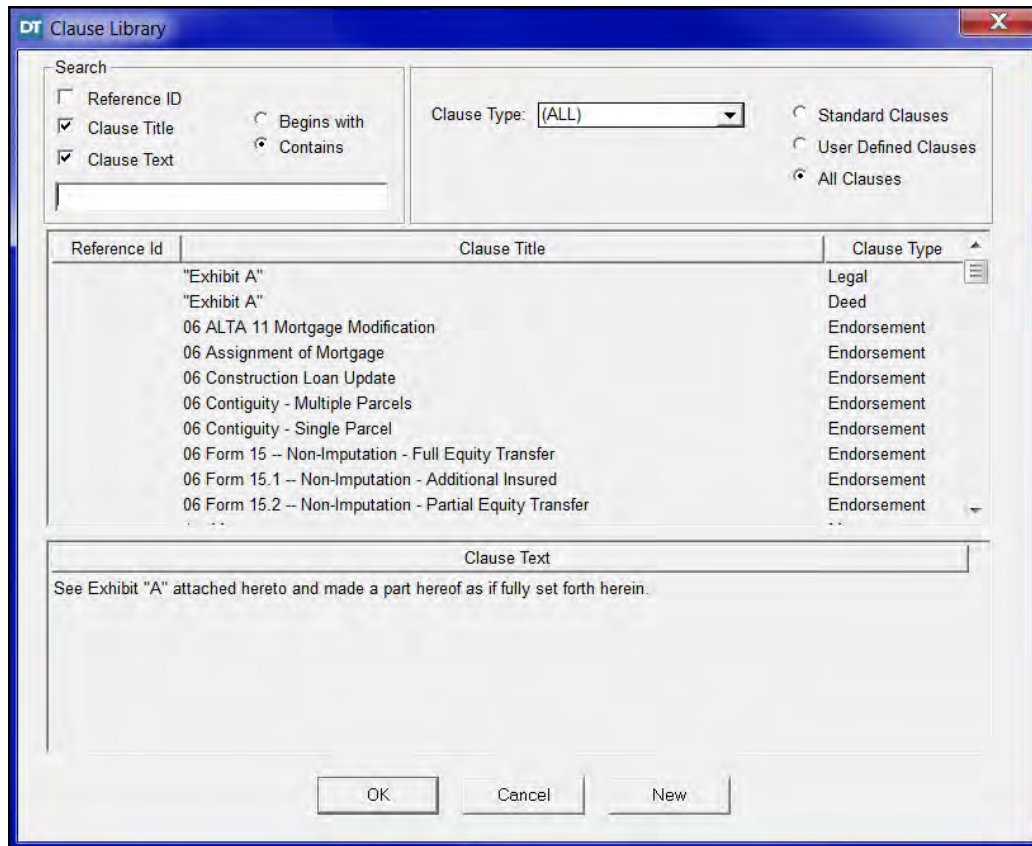 DT Clause Library
X
Search
Reference ID
Clause Title
Clause Text
Begins with
Contains
Clause Type: (ALL)
Standard Clauses
User Defined Clauses
All Clauses
Reference Id Clause Title Clause Type
"Exhibit A" Legal
"Exhibit A" Deed
06 ALTA 11 Mortgage Modification Endorsement
06 Assignment of Mortgage Endorsement
06 Construction Loan Update Endorsement
06 Contiguity - Multiple Parcels Endorsement
06 Contiguity - Single Parcel Endorsement
06 Form 15 -- Non-Imputation - Full Equity Transfer Endorsement
06 Form 15.1 -- Non-Imputation - Additional Insured Endorsement
06 Form 15.2 -- Non-Imputation - Partial Equity Transfer Endorsement
Clause Text
See Exhibit "A" attached hereto and made a part hereof as if fully set forth herein.
OK Cancel New